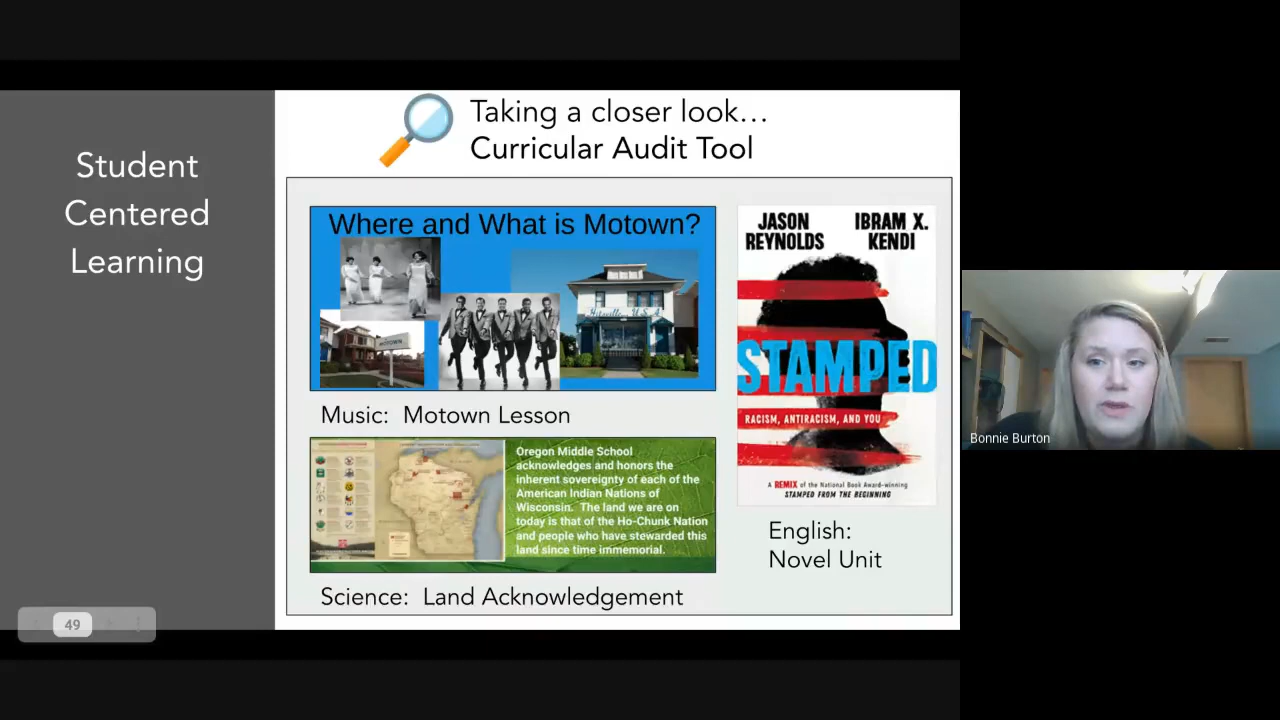 Student
Centered
Learning
Taking a closer look...
Curricular Audit Tool
Where and What is Motown?
MOTOWN
Hitsville U.S.A.
Music: Motown Lesson
Oregon Middle School
acknowledges and honors the
inherent sovereignty of each of the
American Indian Nations of
Wisconsin. The land we are on
today is that of the Ho-Chunk Nation
and people who have stewarded this
land since time immemorial.
Science: Land Acknowledgement
JASON
REYNOLDS
IBRAM X.
KENDI
STAMPED
RACISM, ANTIRACISM, AND YOU
A REMIX of the National Book Award-winning
STAMPED FROM THE BEGINNING
English:
Novel Unit
Bonnie Burton
49